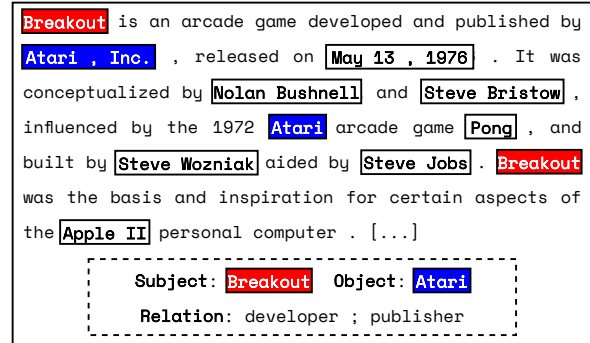 Breakout is an arcade game developed and published by
Atari , Inc. , released on May 13 , 1976 . It was
conceptualized by Nolan Bushnell and Steve Bristow ,
influenced by the 1972 Atari arcade game Pong , and
built by Steve Wozniak aided by Steve Jobs . Breakout
was the basis and inspiration for certain aspects of
the Apple II personal computer . [...]
Subject: Breakout Object: Atari
Relation: developer ; publisher